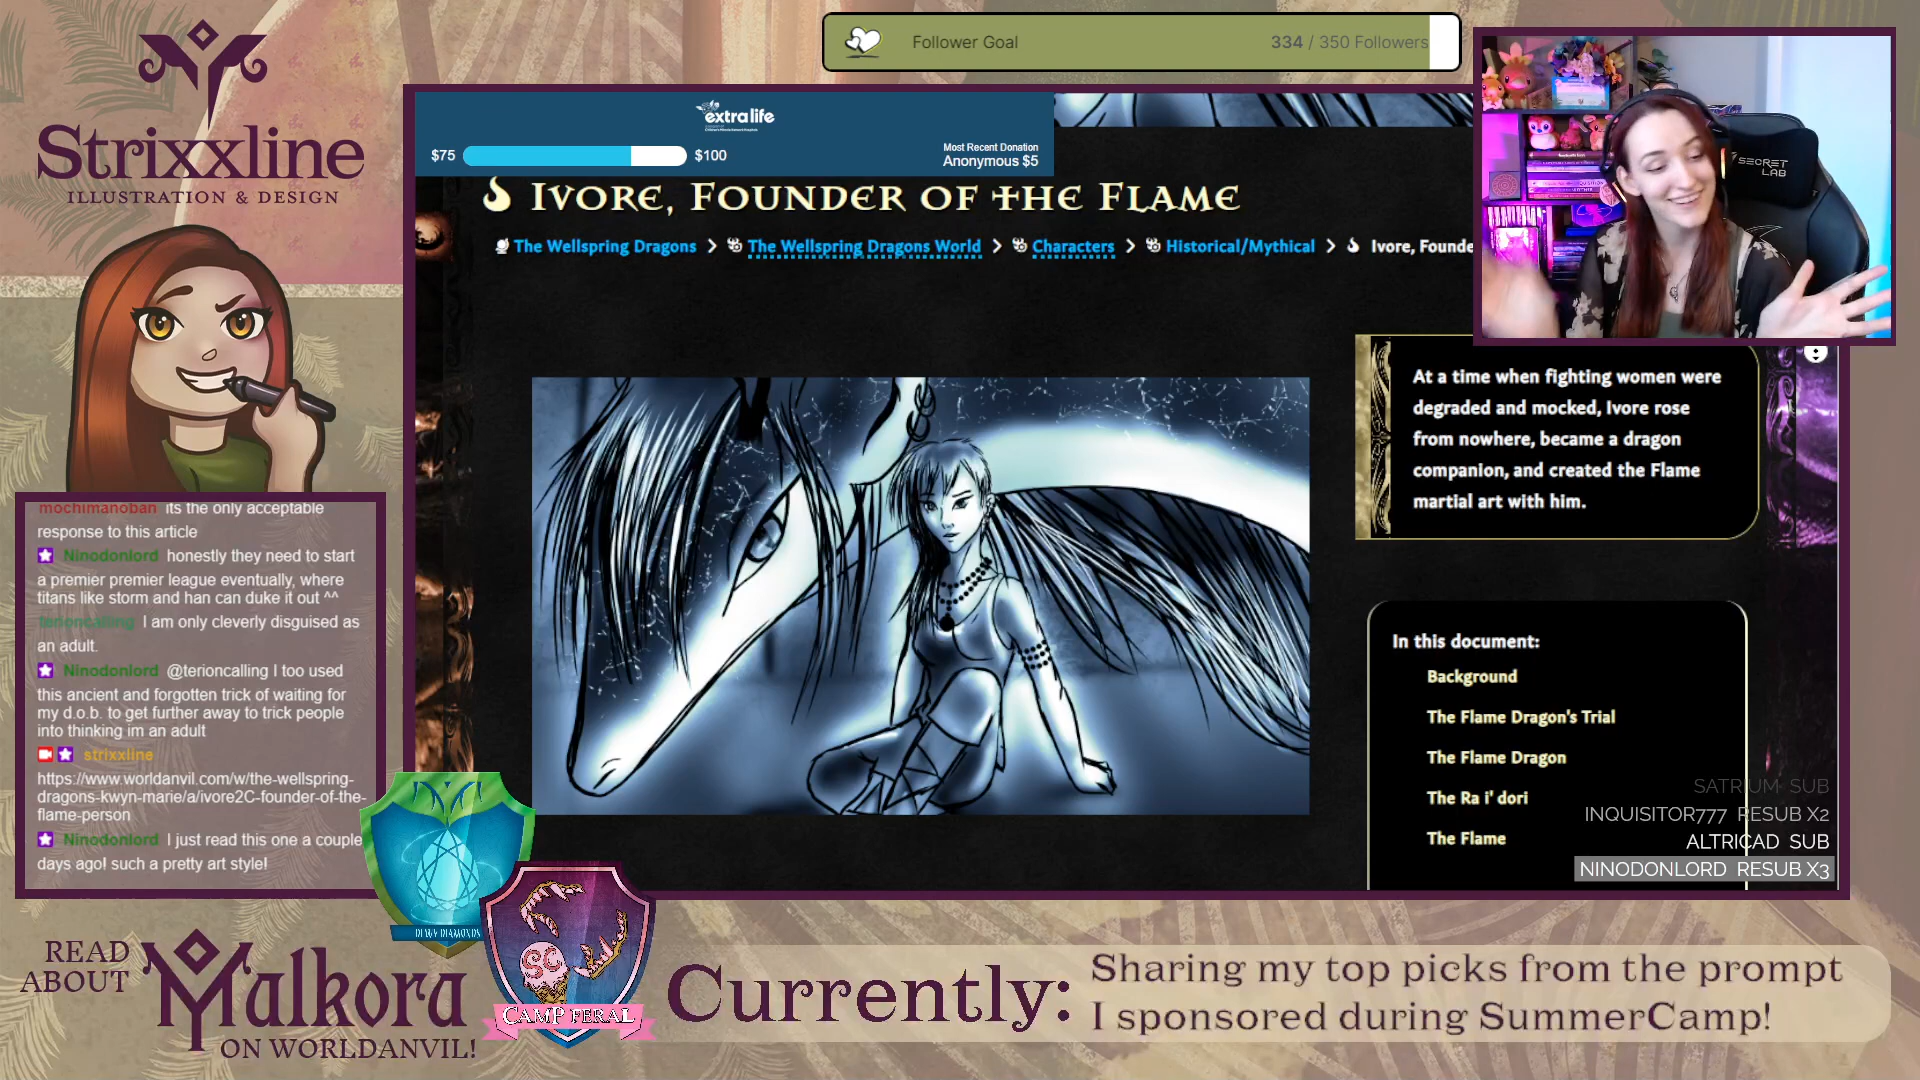 Strixxline
ILLUSTRATION & DESIGN
Follower Goal
334 / 350 Followers
extralife
$75
$100
Most Recent Donation
Anonymous $5
IVORE, FOUNDER OF THE FLAME
The Wellspring Dragons
The Wellspring Dragons World
Characters
Historical/Mythical
Ivore, Founde
SECRET
LAB
At a time when fighting women were
degraded and mocked, Ivore rose
from nowhere, became a dragon
companion, and created the Flame
martial art with him.
In this document:
Background
The Flame Dragon's Trial
The Flame Dragon
The Ra i' dori
The Flame
SATRIUM SUB
INQUISITOR777 RESUB X2
ALTRICAD SUB
NINODONLORD RESUB X3
mochimanoban its the only acceptable
response to this article
Ninodonlord honestly they need to start
a premier premier league eventually, where
titans like storm and han can duke it out ^^
terioncalling I am only cleverly disguised as
an adult.
Ninodonlord @terioncalling I too used
this ancient and forgotten trick of waiting for
my d.o.b. to get further away to trick people
into thinking im an adult
strixxline
https://www.worldanvil.com/w/the-wellspring-
dragons-kwyn-marie/a/ivore2C-founder-of-the-
flame-person
Ninodonlord I just read this one a couple
days ago! such a pretty art style!
DEWY DIAMONDS
SC
CAMP FERAL
READ
ABOUT
Malkora
ON WORLDANVIL!
Currently:
Sharing my top picks from the prompt
I sponsored during SummerCamp!